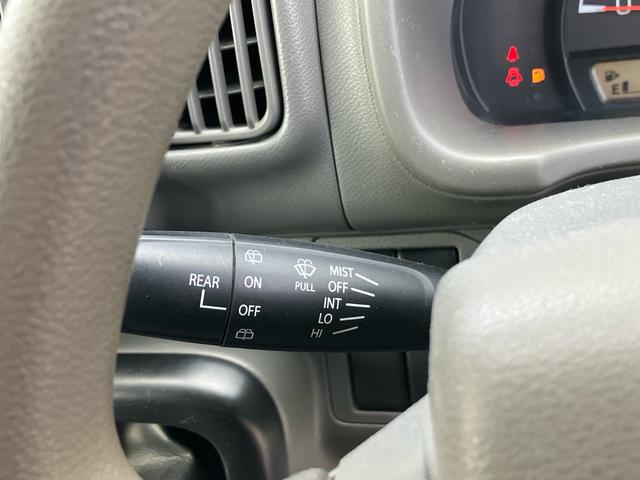 MIST
OFF
INT
LO
HI
PULL
REAR
ON
OFF
E